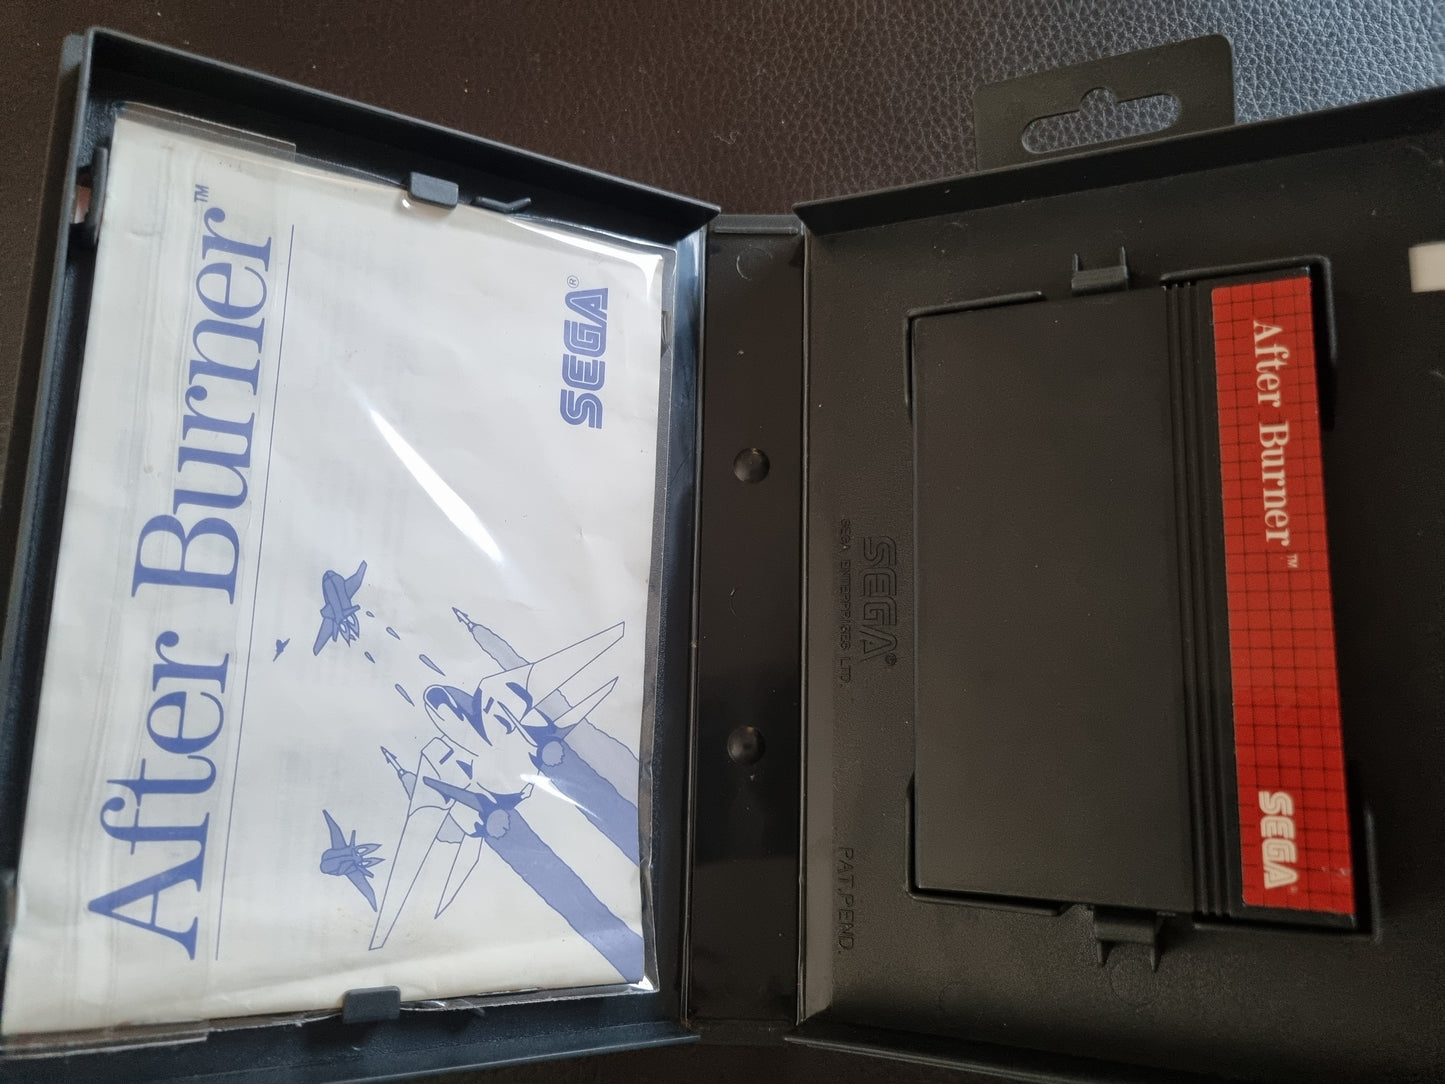 After Burner™
SEGA®
SEGA©
SEGA ENTERPRISES LTD.
PAT.PEND.
After Burner™
SEGA®